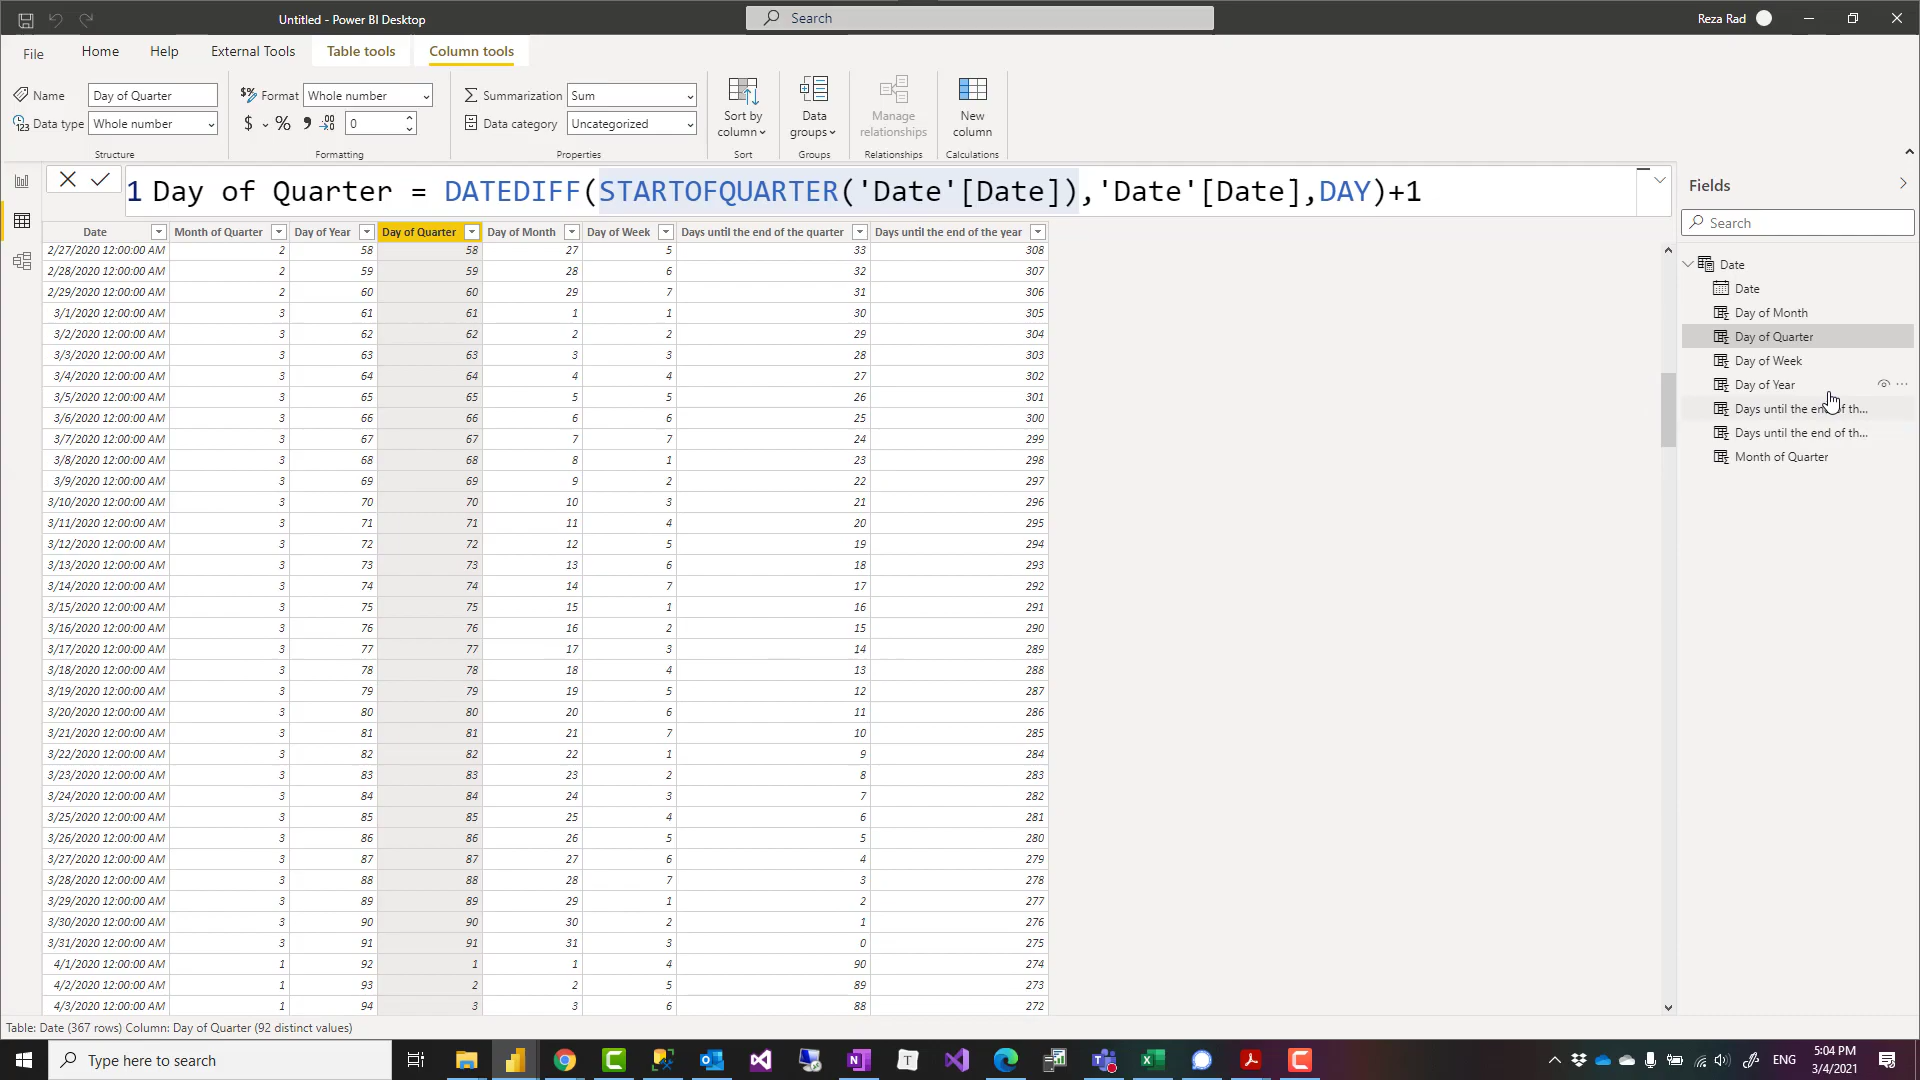 Untitled - Power BI Desktop
Search
Reza Rad
File
Home
Help
External Tools
Table tools
Column tools
Name
Day of Quarter
Format
Whole number
Summarization
Sum
Data type
Whole number
$ % 9 .00 0
Data category
Uncategorized
Sort by column
Data groups
Manage relationships
New column
Structure
Formatting
Properties
Sort
Groups
Relationships
Calculations
1 Day of Quarter = DATEDIFF(STARTOFQUARTER('Date'[Date]),'Date'[Date],DAY)+1
Date Month of Quarter Day of Year Day of Quarter Day of Month Day of Week Days until the end of the quarter Days until the end of the year
2/27/2020 12:00:00 AM 2 58 58 27 5 33 308
2/28/2020 12:00:00 AM 2 59 59 28 6 32 307
2/29/2020 12:00:00 AM 2 60 60 29 7 31 306
3/1/2020 12:00:00 AM 3 61 61 1 1 30 305
3/2/2020 12:00:00 AM 3 62 62 2 2 29 304
3/3/2020 12:00:00 AM 3 63 63 3 3 28 303
3/4/2020 12:00:00 AM 3 64 64 4 4 27 302
3/5/2020 12:00:00 AM 3 65 65 5 5 26 301
3/6/2020 12:00:00 AM 3 66 66 6 6 25 300
3/7/2020 12:00:00 AM 3 67 67 7 7 24 299
3/8/2020 12:00:00 AM 3 68 68 8 1 23 298
3/9/2020 12:00:00 AM 3 69 69 9 2 22 297
3/10/2020 12:00:00 AM 3 70 70 10 3 21 296
3/11/2020 12:00:00 AM 3 71 71 11 4 20 295
3/12/2020 12:00:00 AM 3 72 72 12 5 19 294
3/13/2020 12:00:00 AM 3 73 73 13 6 18 293
3/14/2020 12:00:00 AM 3 74 74 14 7 17 292
3/15/2020 12:00:00 AM 3 75 75 15 1 16 291
3/16/2020 12:00:00 AM 3 76 76 16 2 15 290
3/17/2020 12:00:00 AM 3 77 77 17 3 14 289
3/18/2020 12:00:00 AM 3 78 78 18 4 13 288
3/19/2020 12:00:00 AM 3 79 79 19 5 12 287
3/20/2020 12:00:00 AM 3 80 80 20 6 11 286
3/21/2020 12:00:00 AM 3 81 81 21 7 10 285
3/22/2020 12:00:00 AM 3 82 82 22 1 9 284
3/23/2020 12:00:00 AM 3 83 83 23 2 8 283
3/24/2020 12:00:00 AM 3 84 84 24 3 7 282
3/25/2020 12:00:00 AM 3 85 85 25 4 6 281
3/26/2020 12:00:00 AM 3 86 86 26 5 5 280
3/27/2020 12:00:00 AM 3 87 87 27 6 4 279
3/28/2020 12:00:00 AM 3 88 88 28 7 3 278
3/29/2020 12:00:00 AM 3 89 89 29 1 2 277
3/30/2020 12:00:00 AM 3 90 90 30 2 1 276
3/31/2020 12:00:00 AM 3 91 91 31 3 0 275
4/1/2020 12:00:00 AM 1 92 1 1 4 90 274
4/2/2020 12:00:00 AM 1 93 2 2 5 89 273
4/3/2020 12:00:00 AM 1 94 3 3 6 88 272
Fields
Search
Date
Date
Day of Month
Day of Quarter
Day of Week
Day of Year
Days until the end of th...
Days until the end of th...
Month of Quarter
Table: Date (367 rows) Column: Day of Quarter (92 distinct values)
Type here to search
ENG
5:04 PM
3/4/2021